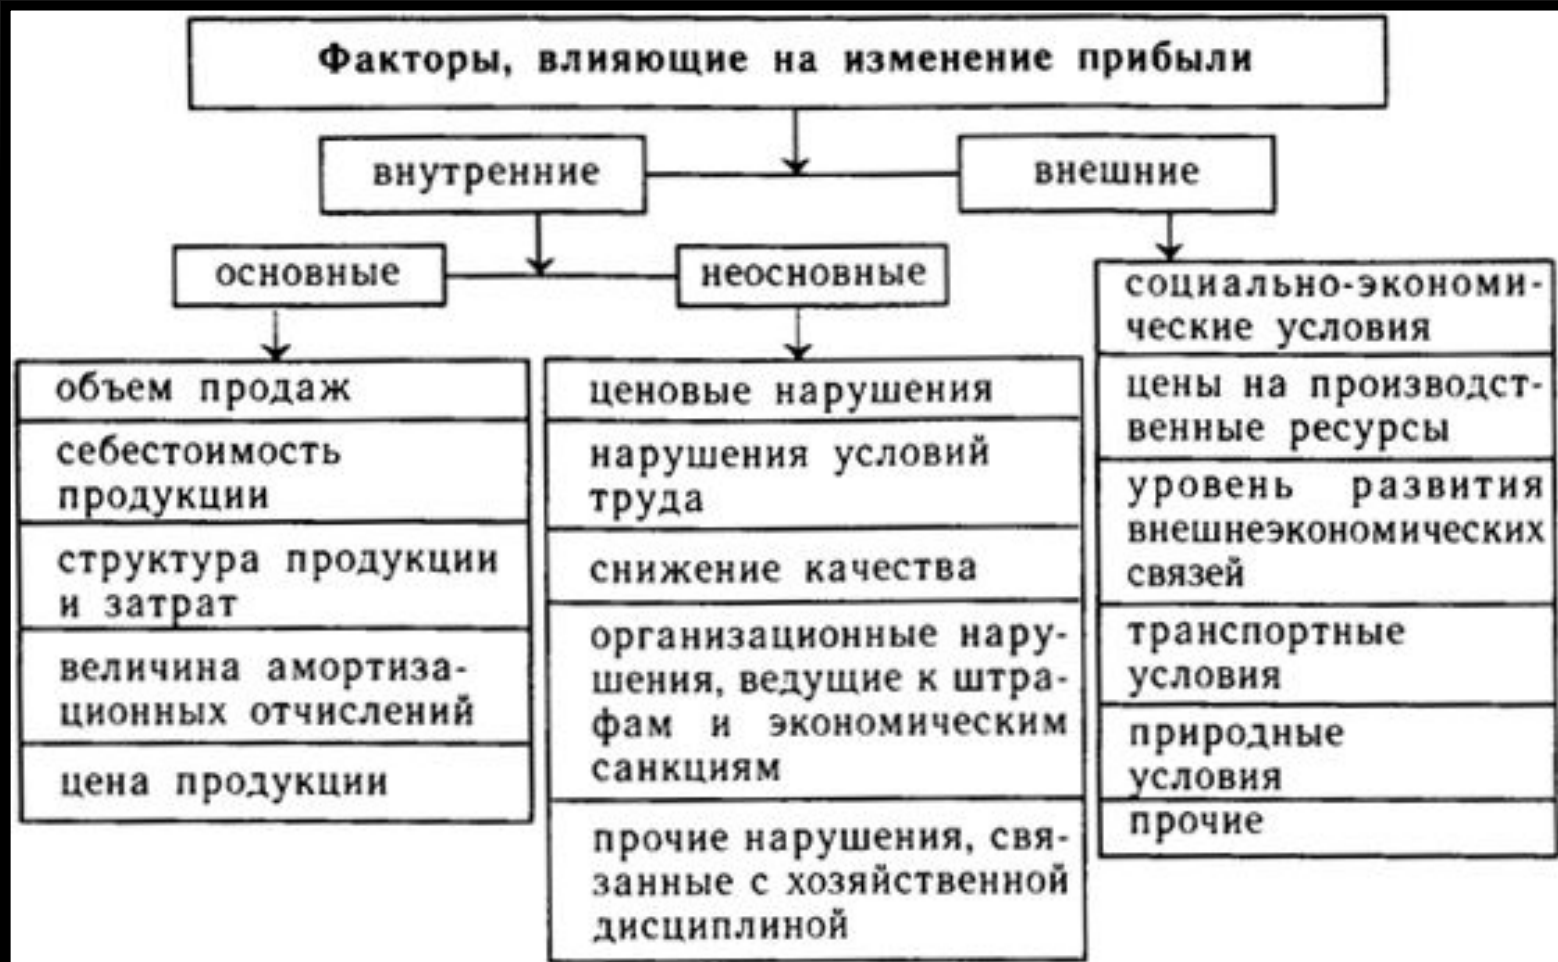 Факторы, влияющие на изменение прибыли
внутренние
внешние
основные
неосновные
объем продаж
себестоимость
продукции
структура продукции
и затрат
величина амортиза-
ционных отчислений
цена продукции
ценовые нарушения
нарушения условий
труда
снижение качества
организационные нару-
шения, ведущие к штра-
фам и экономическим
санкциям
прочие нарушения, свя-
занные с хозяйственной
дисциплиной
социально-экономи-
ческие условия
цены на производст-
венные ресурсы
уровень развития
внешнеэкономических
связей
транспортные
условия
природные
условия
прочие